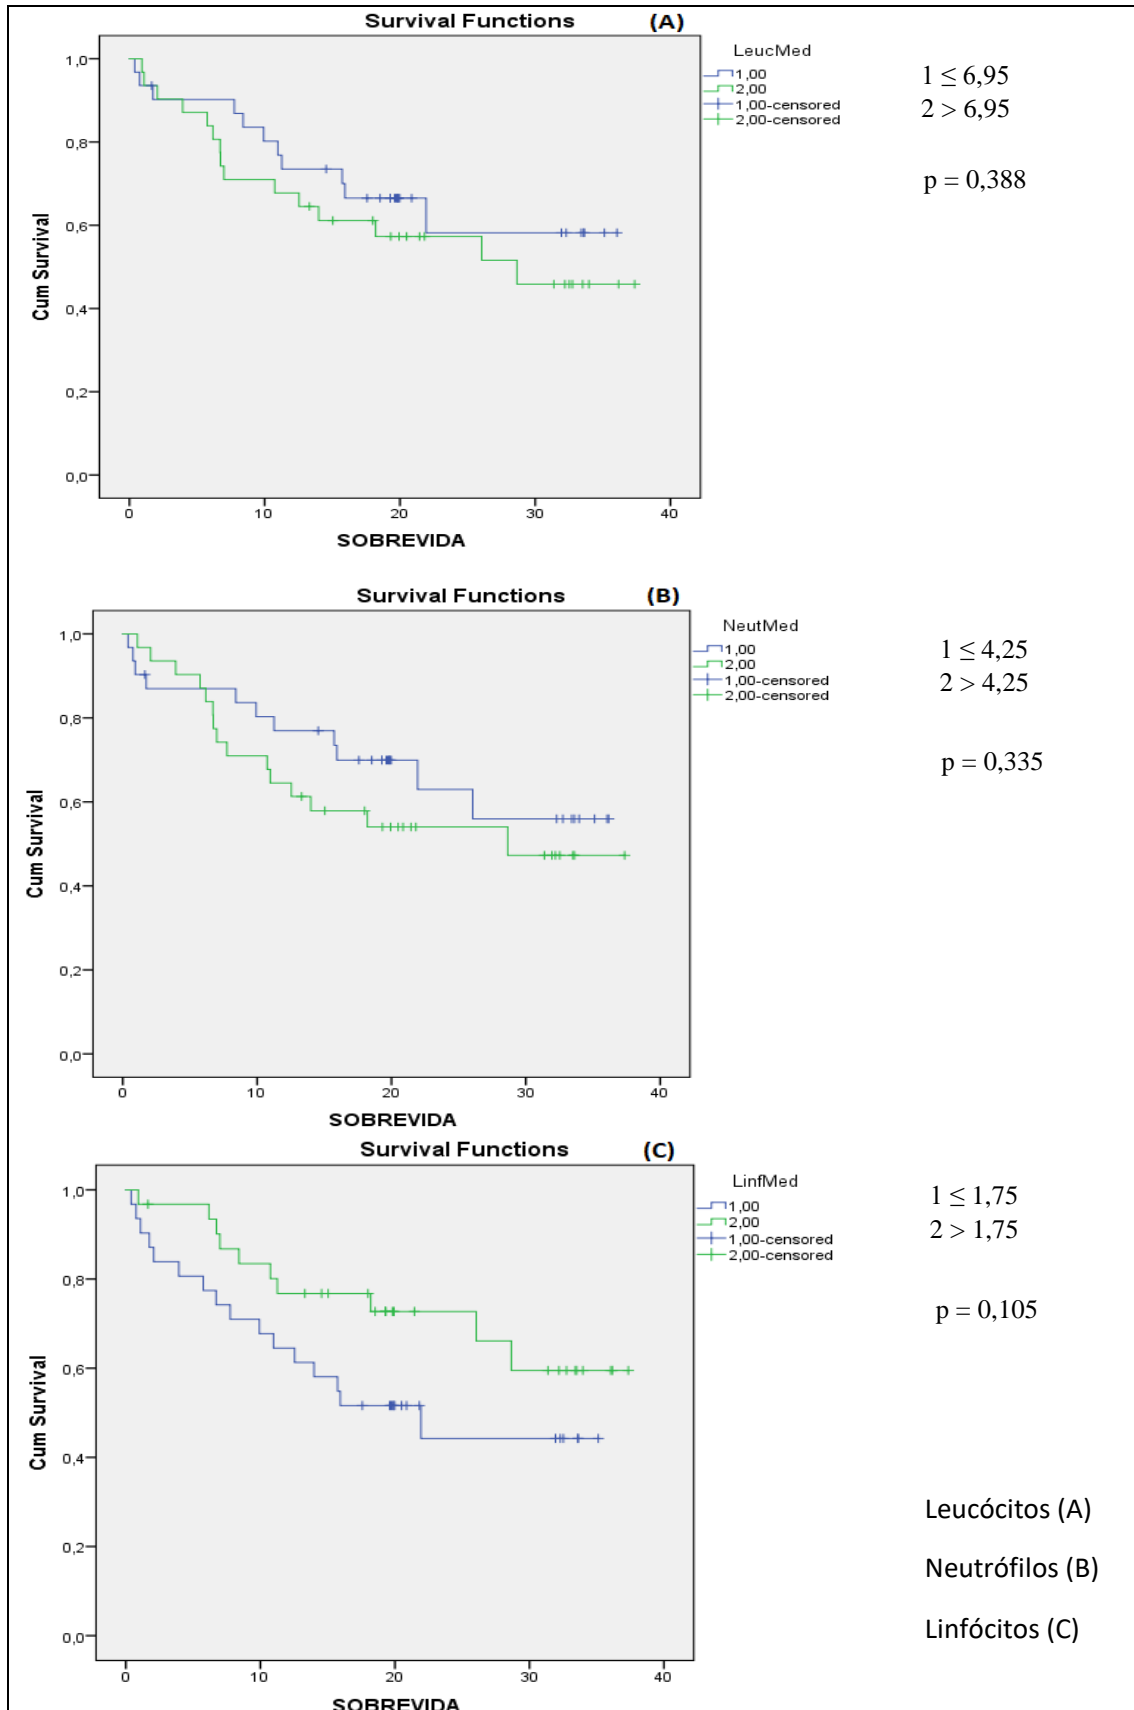 Survival Functions (A)
LeucMed
1,00
2,00
1,00-censored
2,00-censored
1 ≤ 6,95
2 > 6,95
p = 0,388
Cum Survival
1,0
0,8
0,6
0,4
0,2
0,0
0 10 20 30 40
SOBREVIDA
Survival Functions (B)
NeutMed
1,00
2,00
1,00-censored
2,00-censored
1 ≤ 4,25
2 > 4,25
p = 0,335
Cum Survival
1,0
0,8
0,6
0,4
0,2
0,0
0 10 20 30 40
SOBREVIDA
Survival Functions (C)
LinfMed
1,00
2,00
1,00-censored
2,00-censored
1 ≤ 1,75
2 > 1,75
p = 0,105
Cum Survival
1,0
0,8
0,6
0,4
0,2
0,0
0 10 20 30 40
SOBREVIDA
Leucócitos (A)
Neutrófilos (B)
Linfócitos (C)